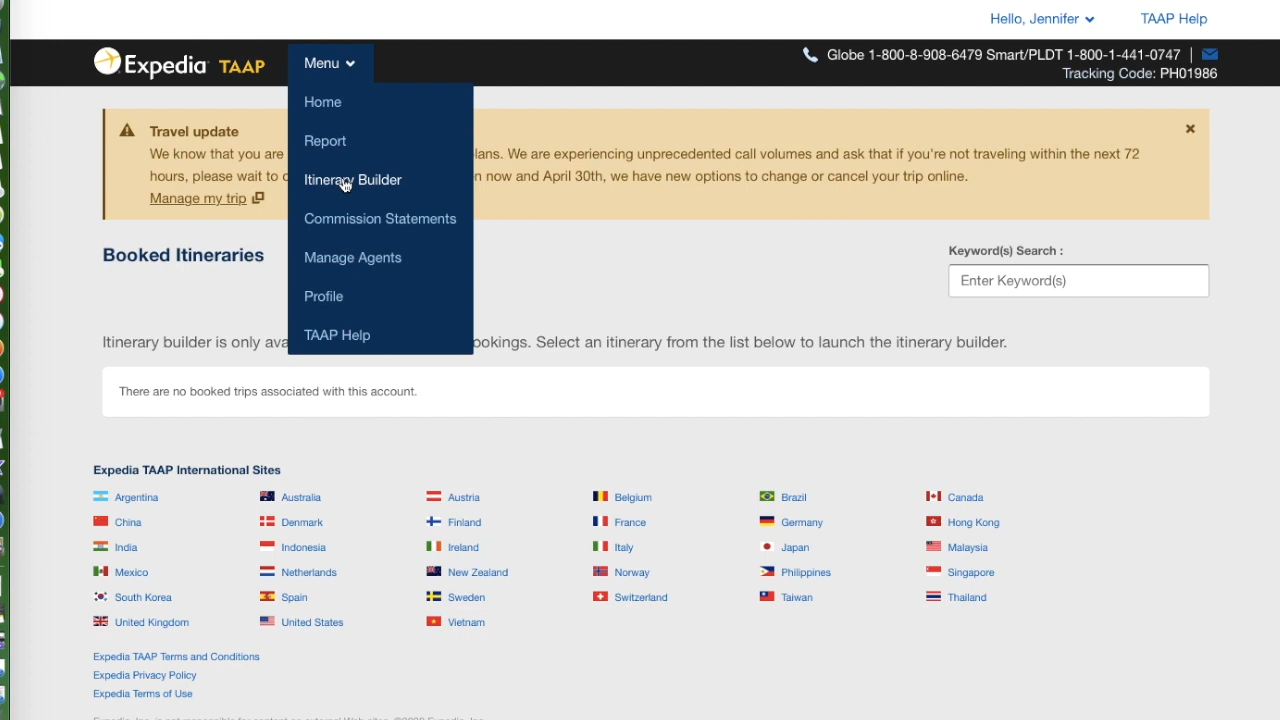 Hello, Jennifer
TAAP Help
Expedia TAAP
Menu
Globe 1-800-8-908-6479 Smart/PLDT 1-800-1-441-0747 |
Tracking Code: PH01986
Home
Report
Itinerary Builder
Commission Statements
Manage Agents
Profile
TAAP Help
Travel update
We know that you are lans. We are experiencing unprecedented call volumes and ask that if you're not traveling within the next 72
hours, please wait to n now and April 30th, we have new options to change or cancel your trip online.
Manage my trip
Booked Itineraries
Keyword(s) Search :
Enter Keyword(s)
Itinerary builder is only ava ookings. Select an itinerary from the list below to launch the itinerary builder.
There are no booked trips associated with this account.
Expedia TAAP International Sites
Argentina Australia Austria Belgium Brazil Canada
China Denmark Finland France Germany Hong Kong
India Indonesia Ireland Italy Japan Malaysia
Mexico Netherlands New Zealand Norway Philippines Singapore
South Korea Spain Sweden Switzerland Taiwan Thailand
United Kingdom United States Vietnam
Expedia TAAP Terms and Conditions
Expedia Privacy Policy
Expedia Terms of Use